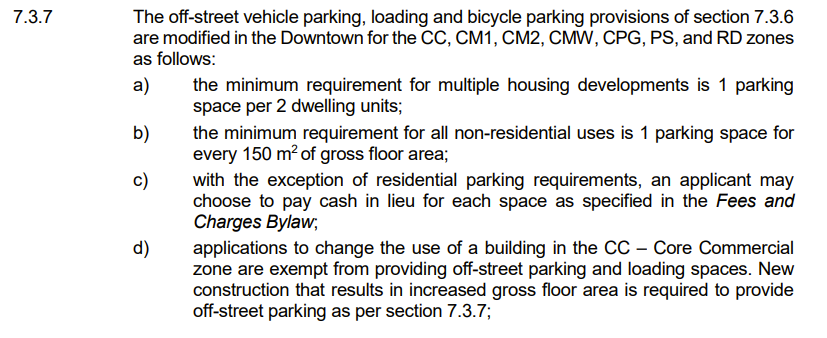 7.3.7 The off-street vehicle parking, loading and bicycle parking provisions of section 7.3.6
are modified in the Downtown for the CC, CM1, CM2, CMW, CPG, PS, and RD zones
as follows:
a) the minimum requirement for multiple housing developments is 1 parking
space per 2 dwelling units;
b) the minimum requirement for all non-residential uses is 1 parking space for
every 150 m² of gross floor area;
c) with the exception of residential parking requirements, an applicant may
choose to pay cash in lieu for each space as specified in the Fees and
Charges Bylaw;
d) applications to change the use of a building in the CC – Core Commercial
zone are exempt from providing off-street parking and loading spaces. New
construction that results in increased gross floor area is required to provide
off-street parking as per section 7.3.7;